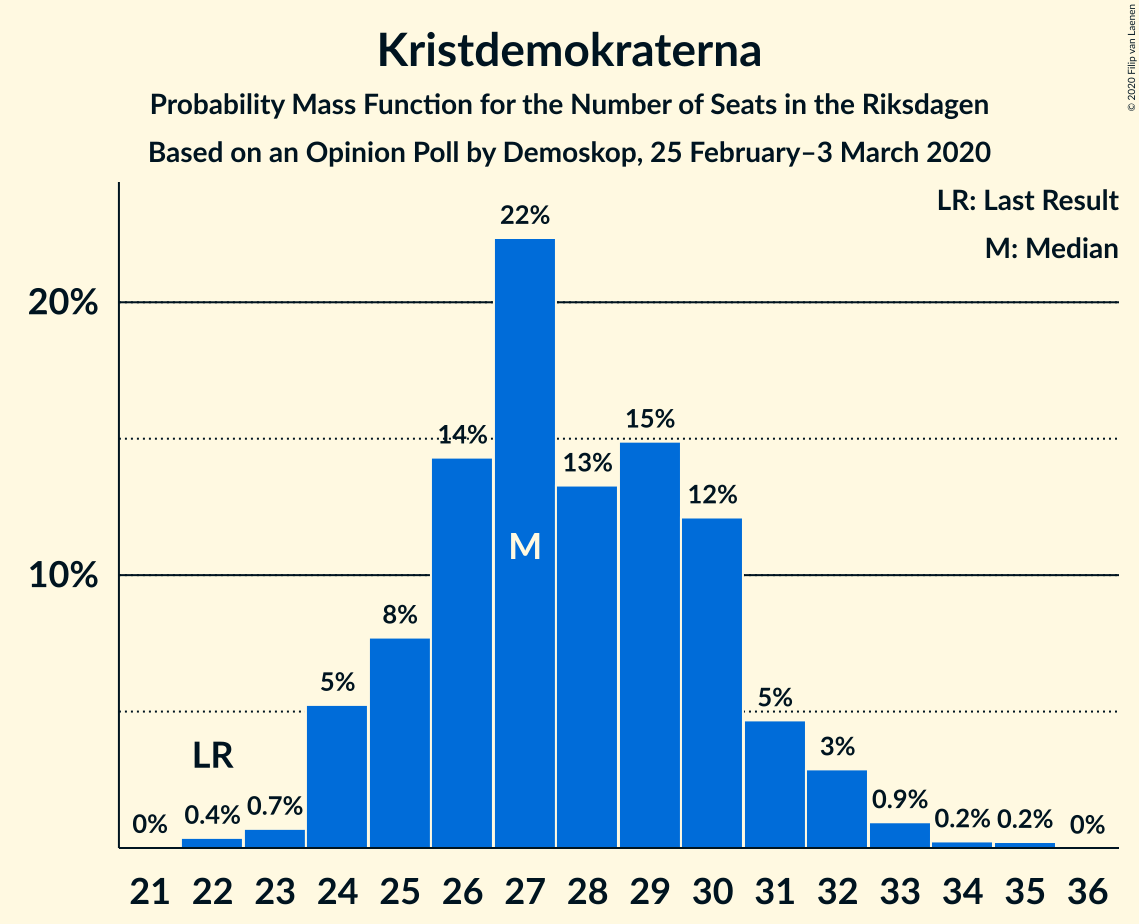 Kristdemokraterna
Probability Mass Function for the Number of Seats in the Riksdagen
Based on an Opinion Poll by Demoskop, 25 February–3 March 2020
© 2020 Filip van Laenen
LR: Last Result
M: Median
22%
20%
15%
14%
13%
12%
M
10%
8%
5%
5%
LR
3%
0% 0.4% 0.7% 0.9% 0.2% 0.2% 0%
21 22 23 24 25 26 27 28 29 30 31 32 33 34 35 36